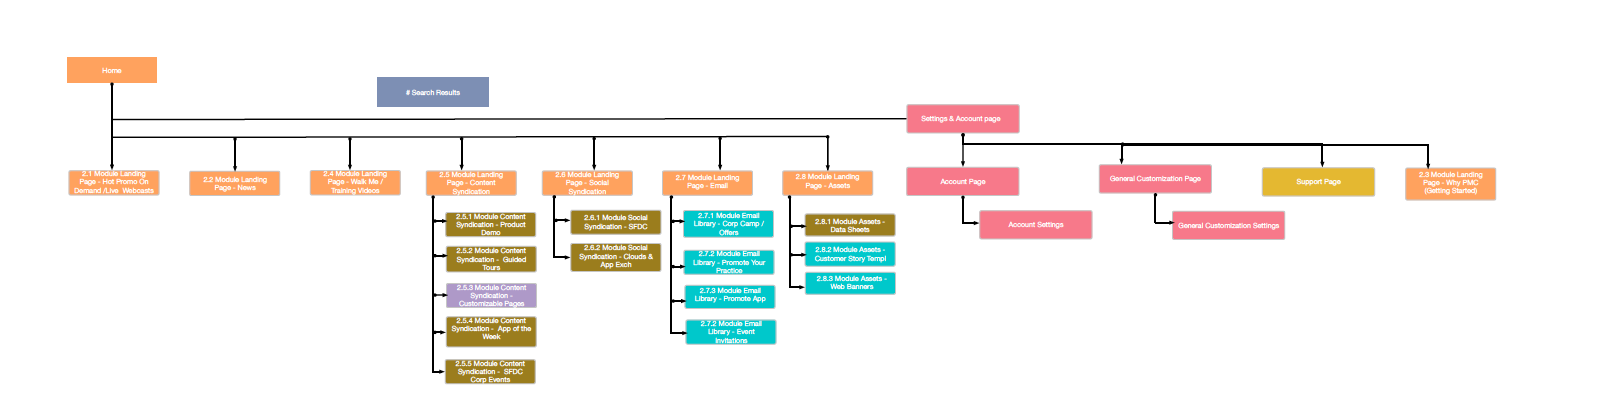 Home
# Search Results
Settings & Account page
2.1 Module Landing
Page - Hot Promo On
Demand /Live  Webcasts
2.2 Module Landing
Page - News
2.4 Module Landing
Page - Walk Me /
Training Videos
2.5 Module Landing
Page - Content
Syndication
2.6 Module Landing
Page - Social
Syndication
2.7 Module Landing
Page - Email
2.8 Module Landing
Page - Assets
Account Page
General Customization Page
Support Page
2.3 Module Landing
Page - Why PMC
(Getting Started)
2.5.1 Module Content
Syndication - Product
Demo
2.5.2 Module Content
Syndication -  Guided
Tours
2.5.3 Module Content
Syndication -
Customizable Pages
2.5.4 Module Content
Syndication -  App of the
Week
2.5.5 Module Content
Syndication -  SFDC
Corp Events
2.6.1 Module Social
Syndication - SFDC
2.6.2 Module Social
Syndication - Clouds &
App Exch
2.7.1 Module Email
Library - Corp Camp /
Offers
2.7.2 Module Email
Library - Promote Your
Practice
2.7.3 Module Email
Library - Promote App
2.7.2 Module Email
Library - Event
Invitations
2.8.1 Module Assets -
Data Sheets
2.8.2 Module Assets -
Customer Story Templ
2.8.3 Module Assets -
Web Banners
Account Settings
General Customization Settings